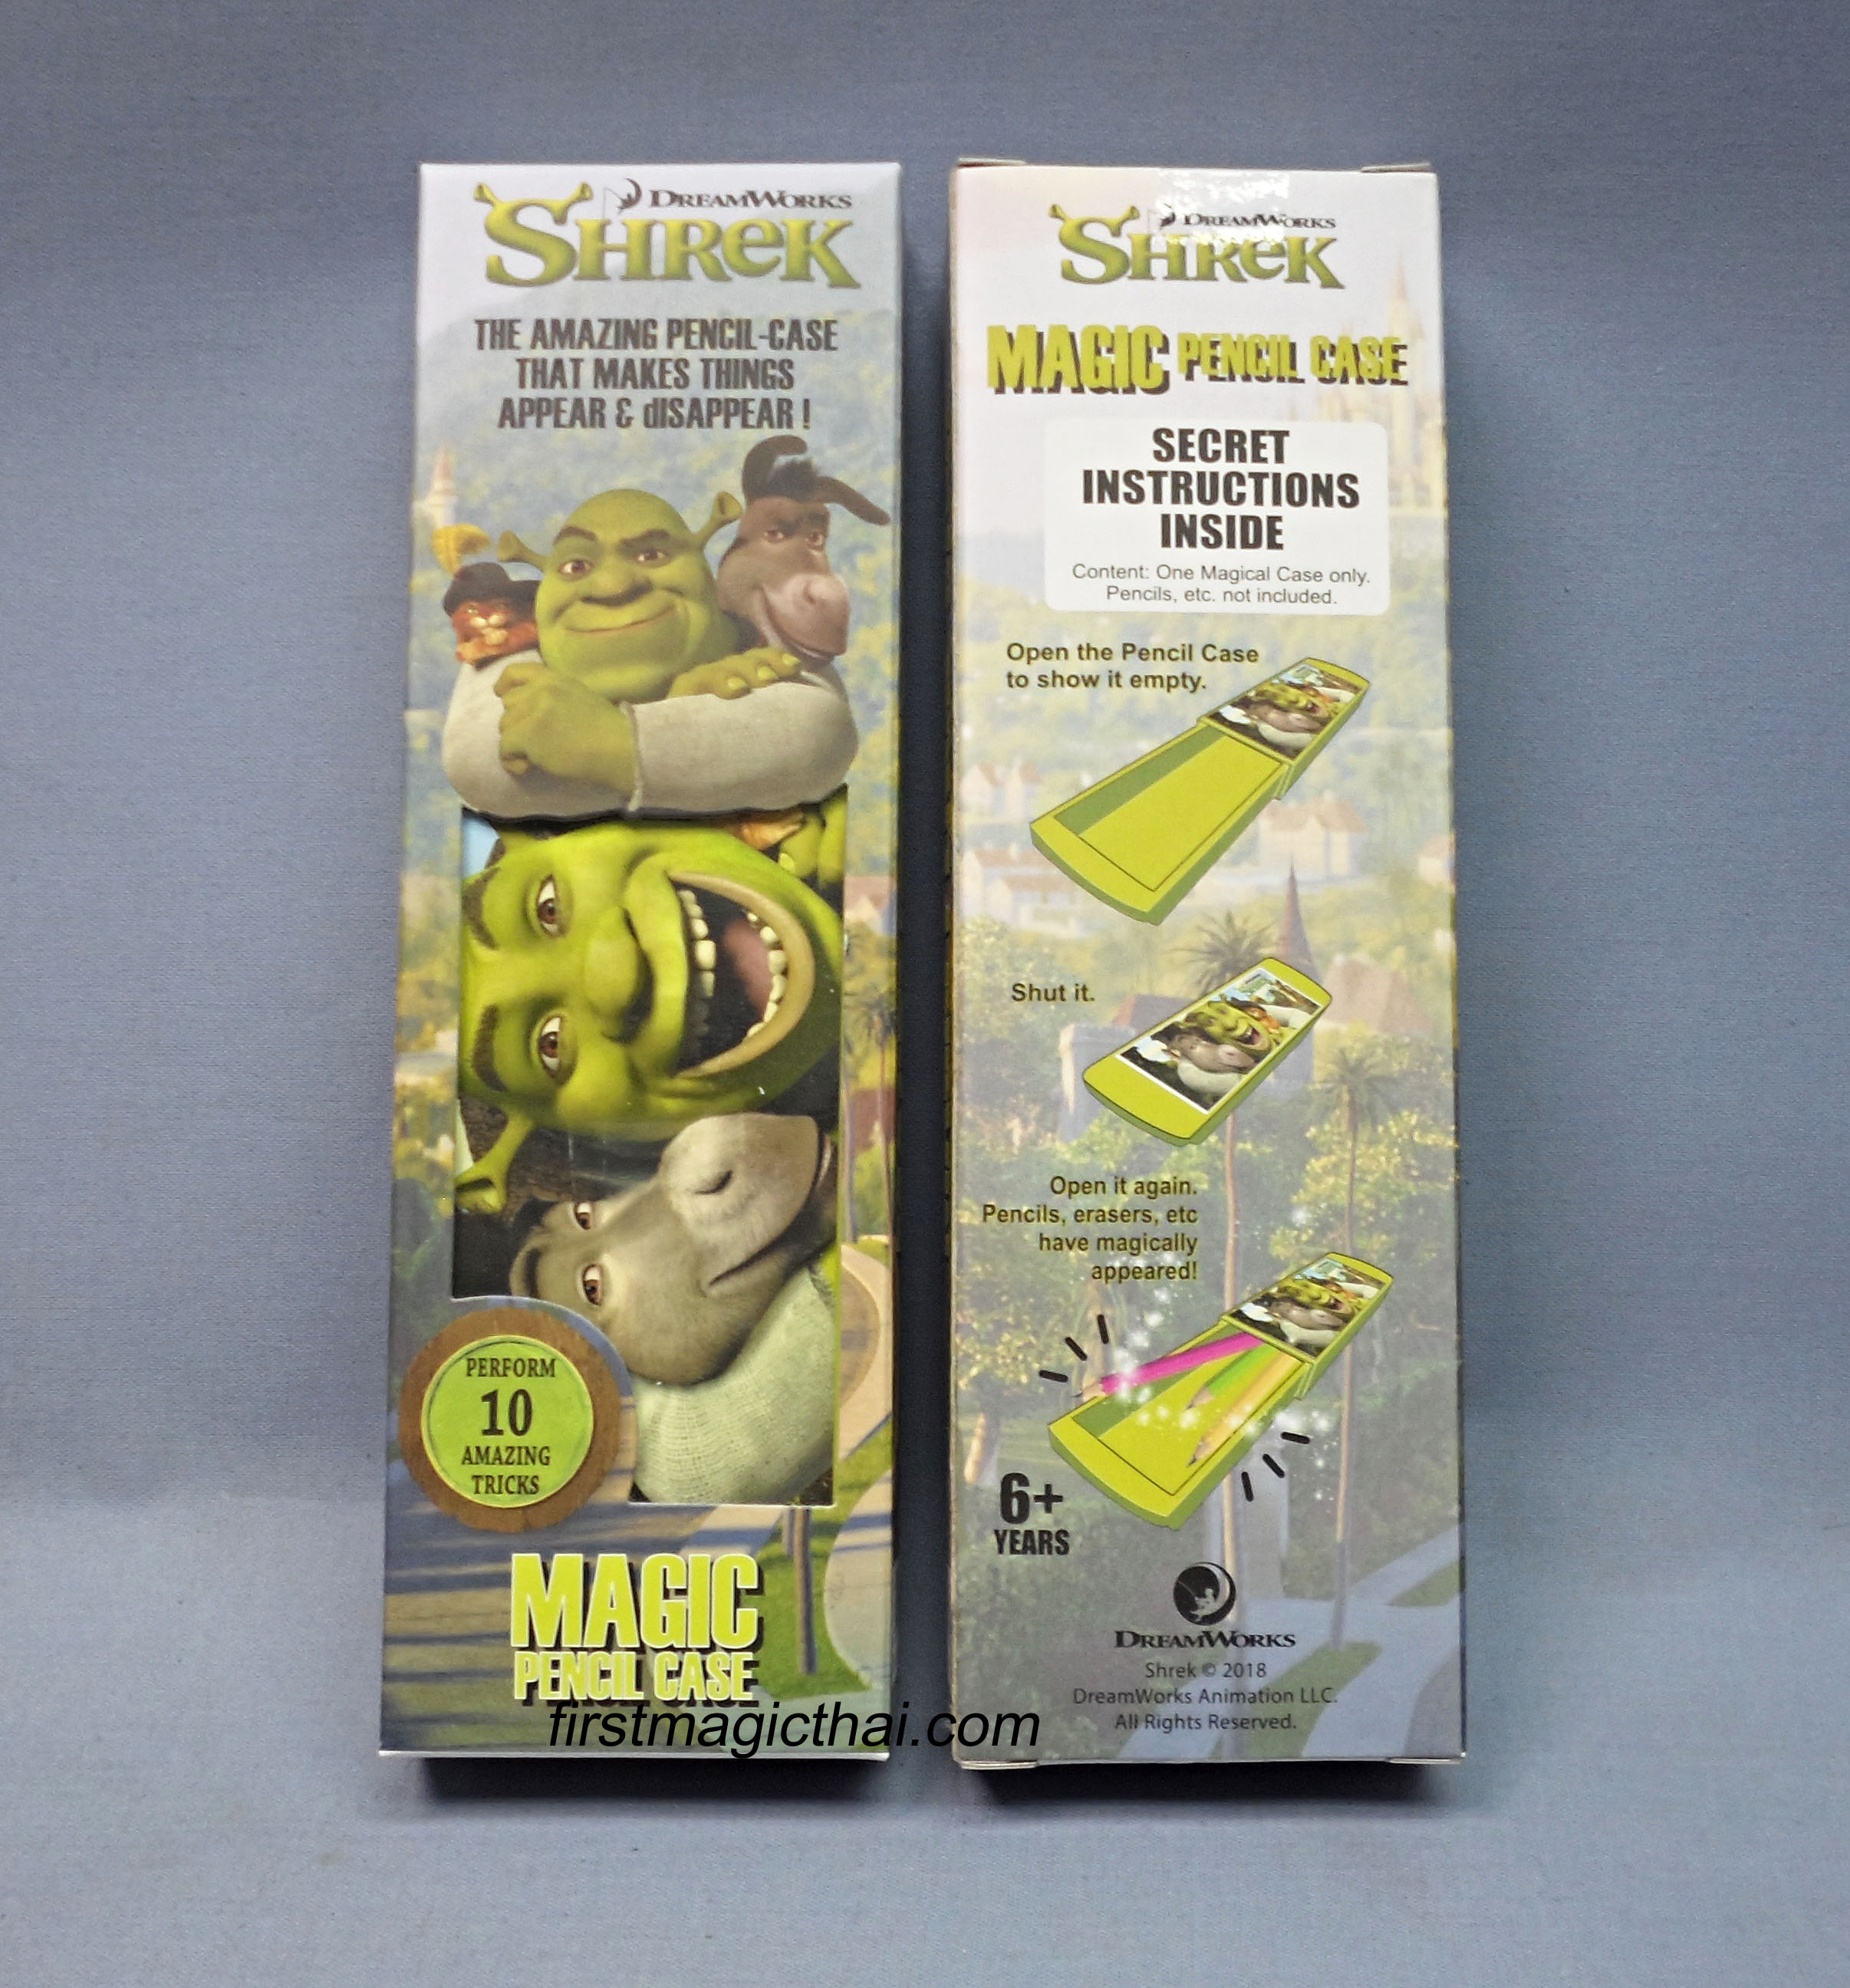 DREAMWORKS
SHREK
THE AMAZING PENCIL-CASE
THAT MAKES THINGS
APPEAR & dISAPPEAR !
PERFORM
10
AMAZING
TRICKS
MAGIC
PENCIL CASE
DREAMWORKS
SHREK
MAGIC PENCIL CASE
SECRET
INSTRUCTIONS
INSIDE
Content: One Magical Case only.
Pencils, etc. not included.
Open the Pencil Case
to show it empty.
Shut it.
Open it again.
Pencils, erasers, etc
have magically
appeared!
6+
YEARS
DREAMWORKS
Shrek © 2018
DreamWorks Animation LLC.
All Rights Reserved.
firstmagicthai.com